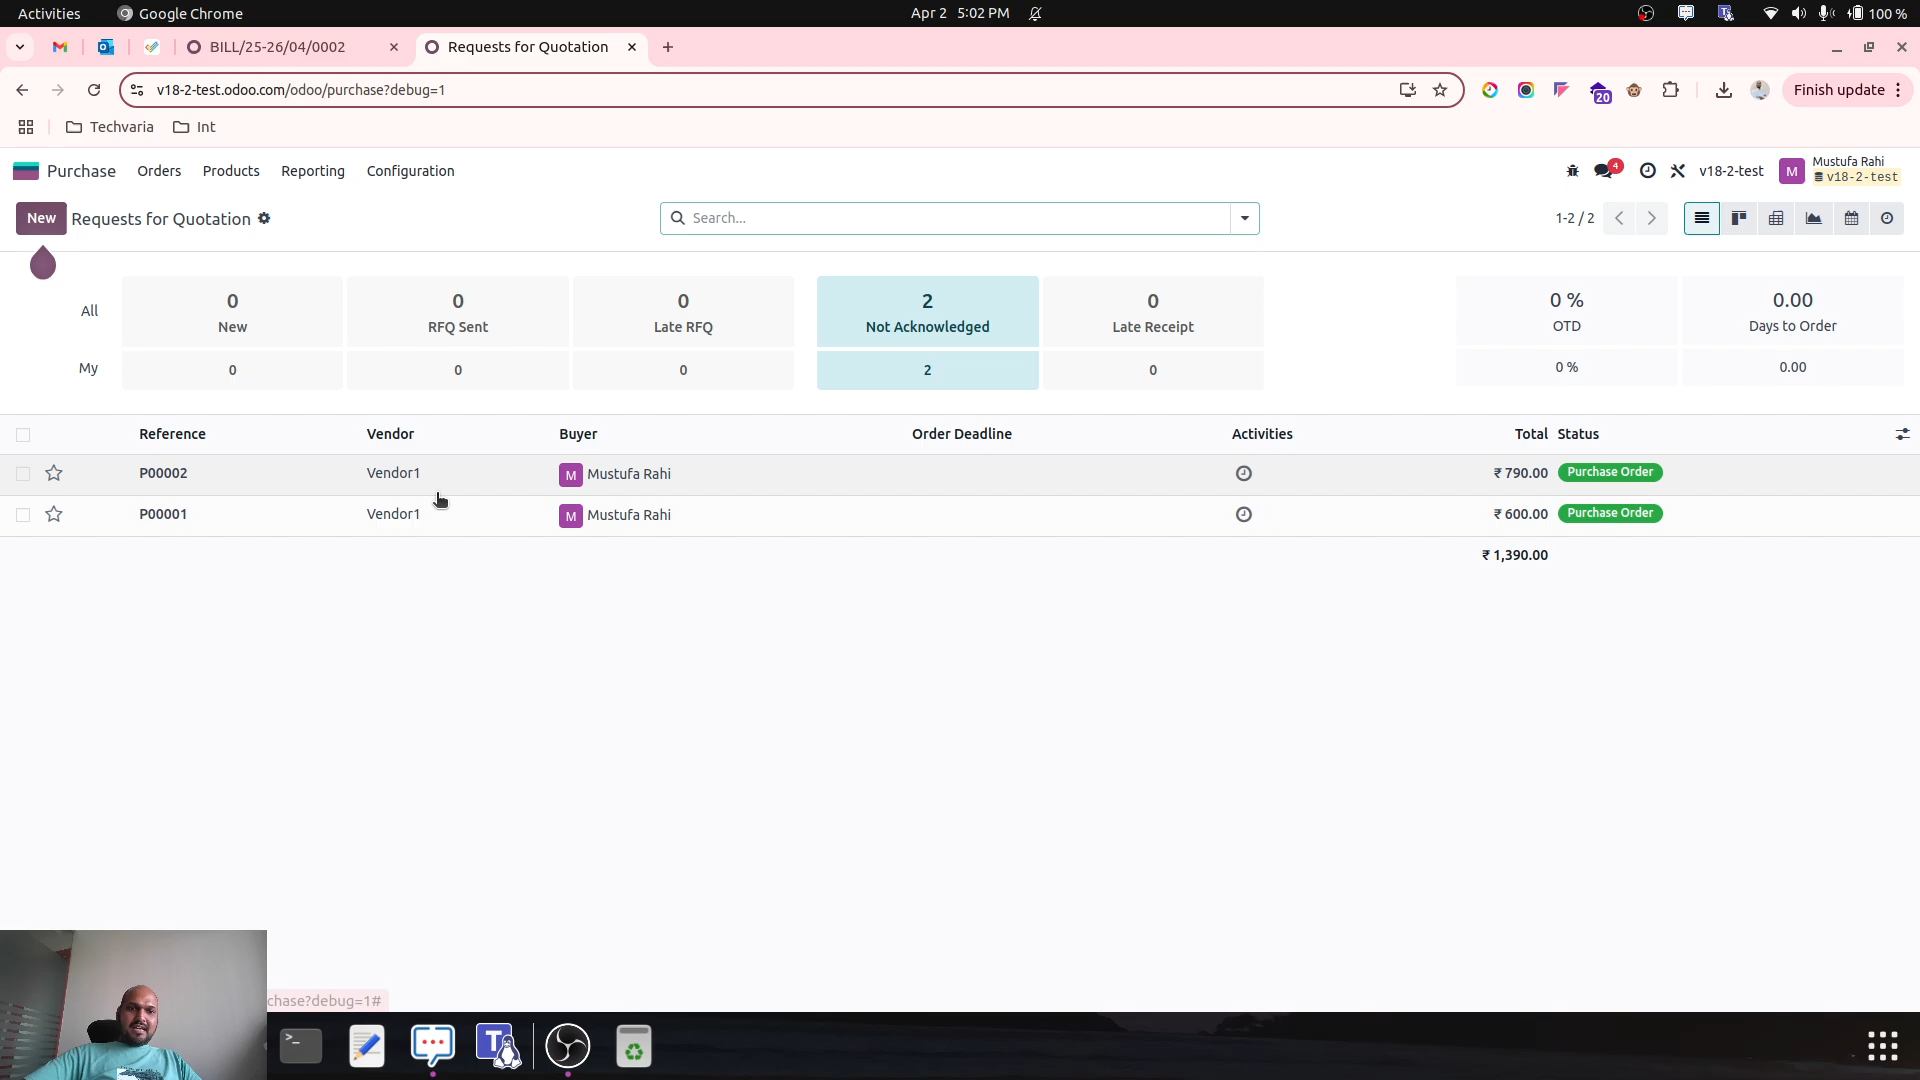 Activities Google Chrome Apr 2 5:02 PM 100 %
BILL/25-26/04/0002 Requests for Quotation
v18-2-test.odoo.com/odoo/purchase?debug=1 20 Finish update
Techvaria Int
Purchase Orders Products Reporting Configuration 4 v18-2-test M Mustufa Rahi
v18-2-test
New Requests for Quotation Search... 1-2 / 2
All 0 0 0 2 0 0 % 0.00
New RFQ Sent Late RFQ Not Acknowledged Late Receipt OTD Days to Order
My 0 0 0 2 0 0 % 0.00
Reference Vendor Buyer Order Deadline Activities Total Status
P00002 Vendor1 M Mustufa Rahi ₹ 790.00 Purchase Order
P00001 Vendor1 M Mustufa Rahi ₹ 600.00 Purchase Order
₹ 1,390.00
chase?debug=1#